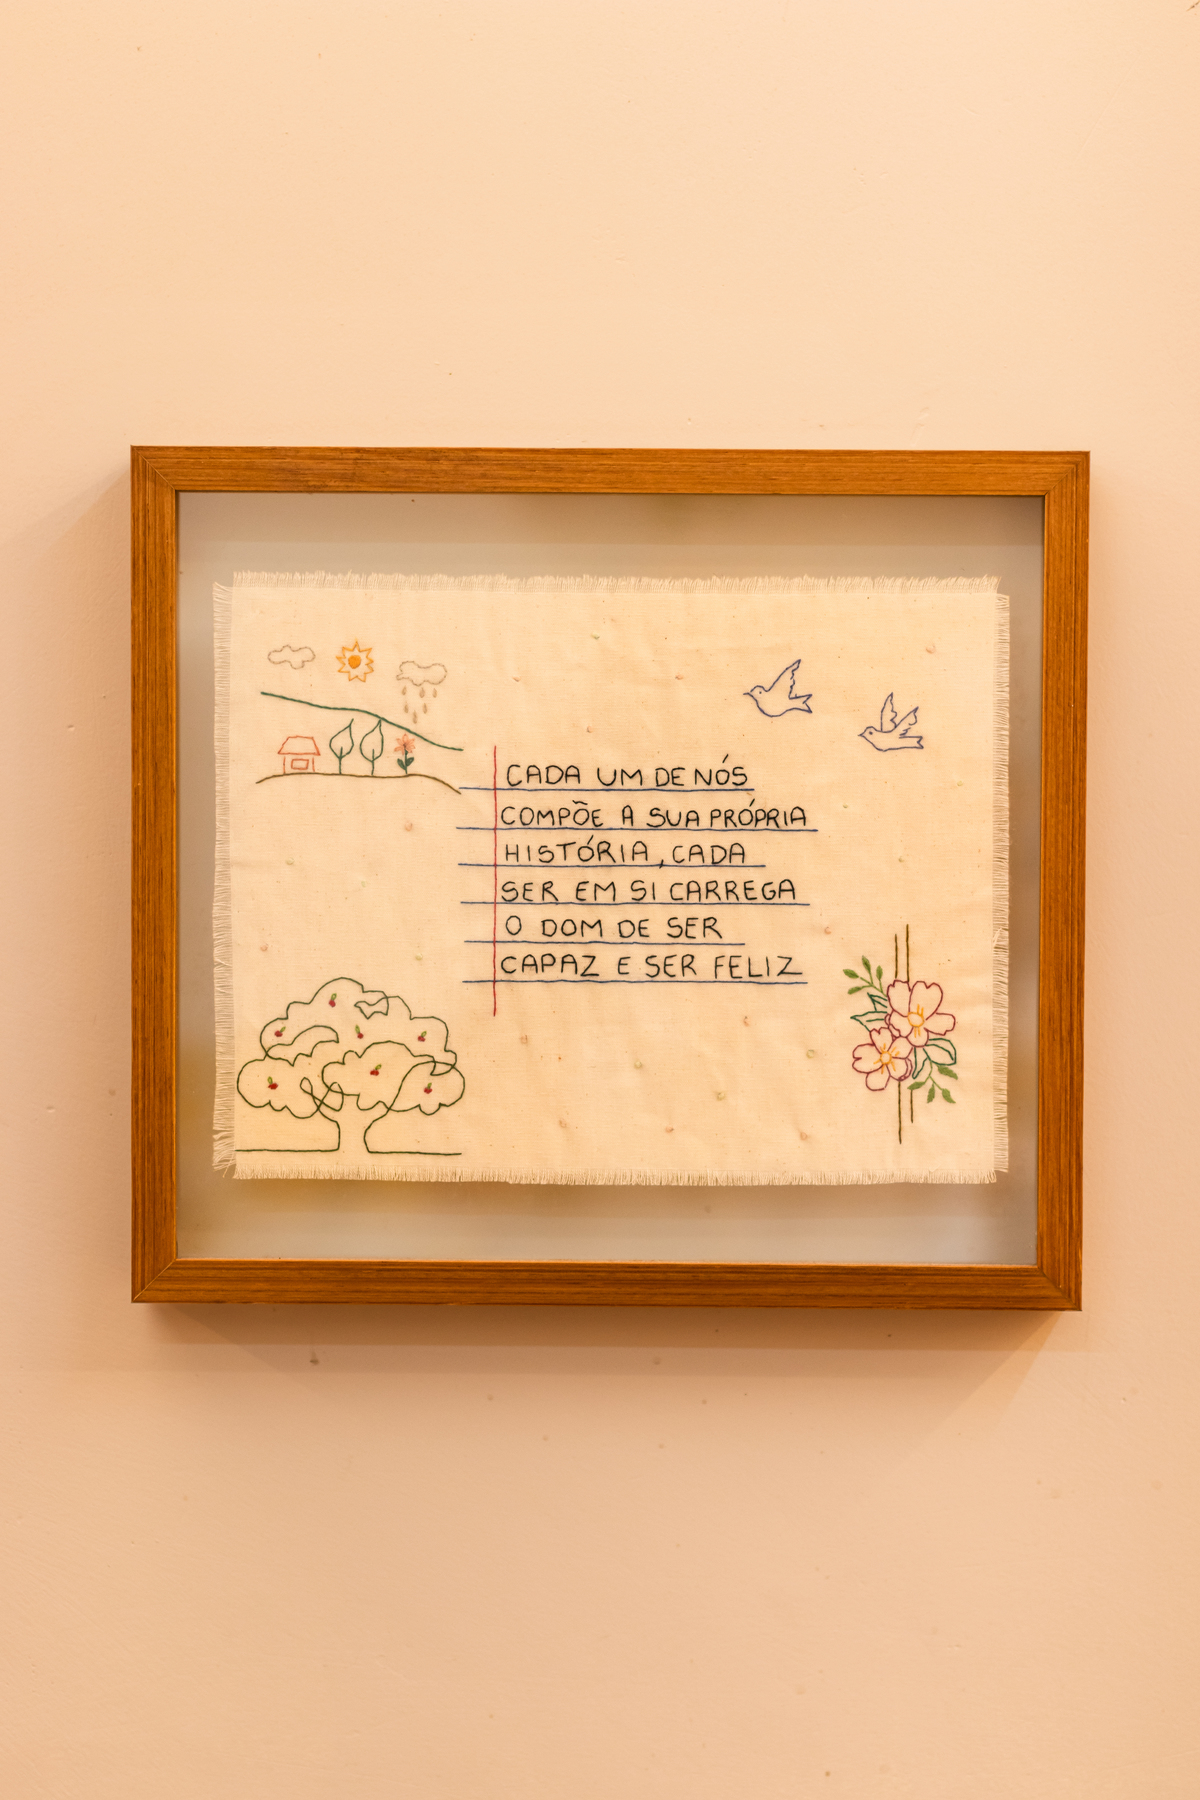 CADA UM DE NÓS
COMPÕE A SUA PRÓPRIA
HISTÓRIA, CADA
SER EM SI CARREGA
O DOM DE SER
CAPAZ E SER FELIZ